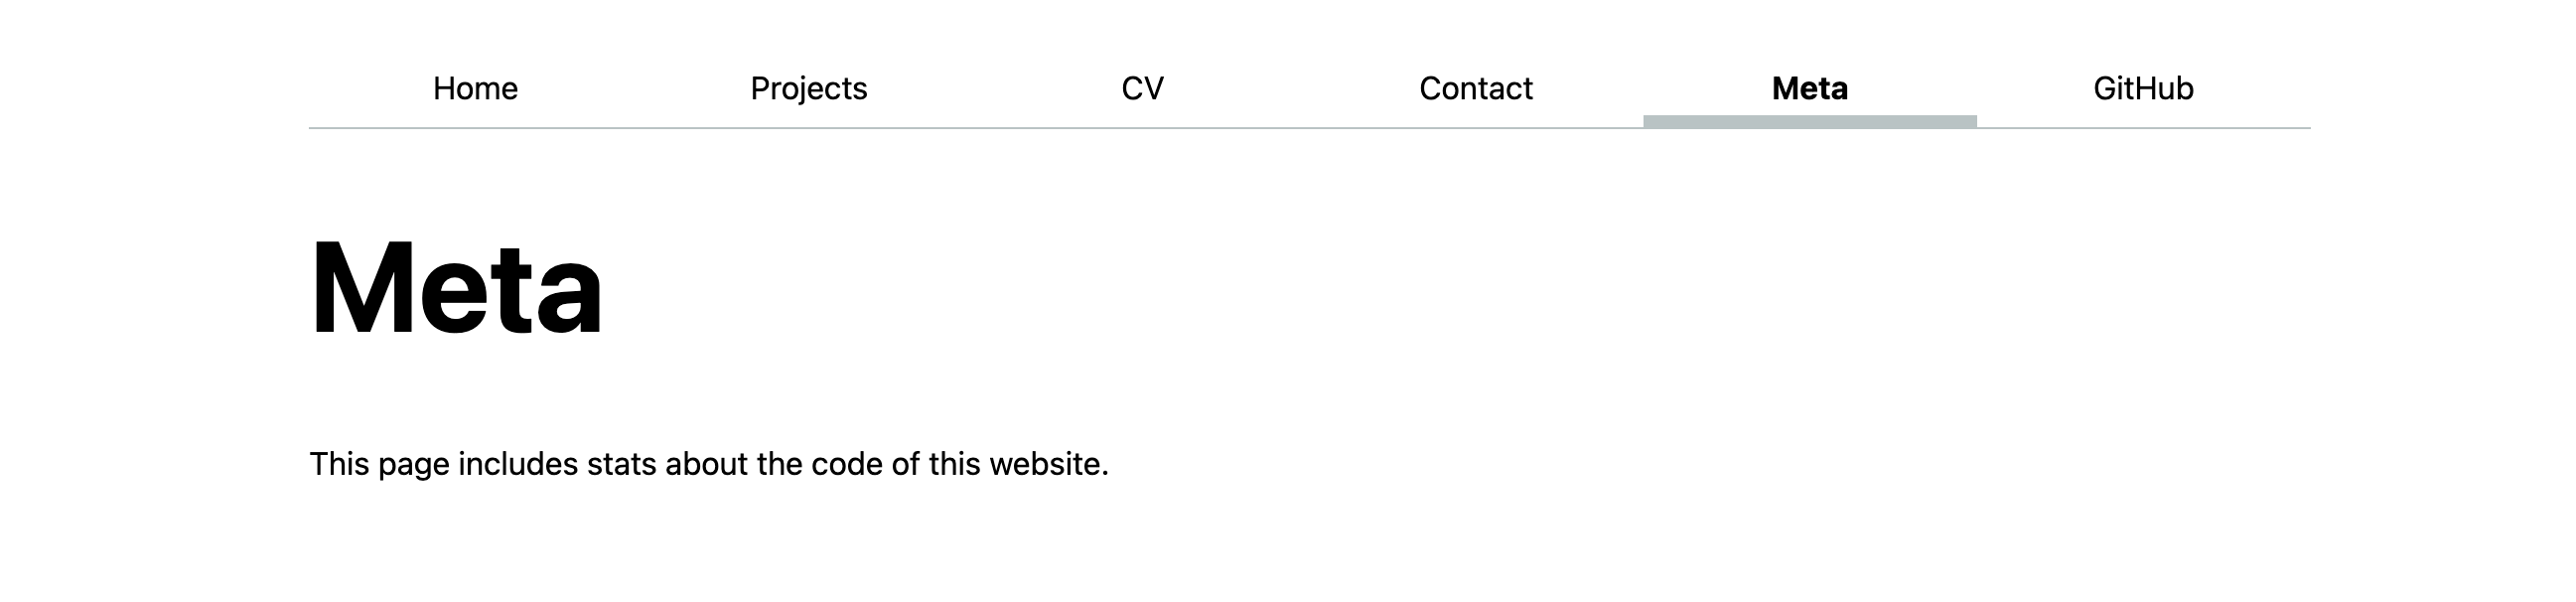 Home Projects CV Contact Meta GitHub
Meta
This page includes stats about the code of this website.